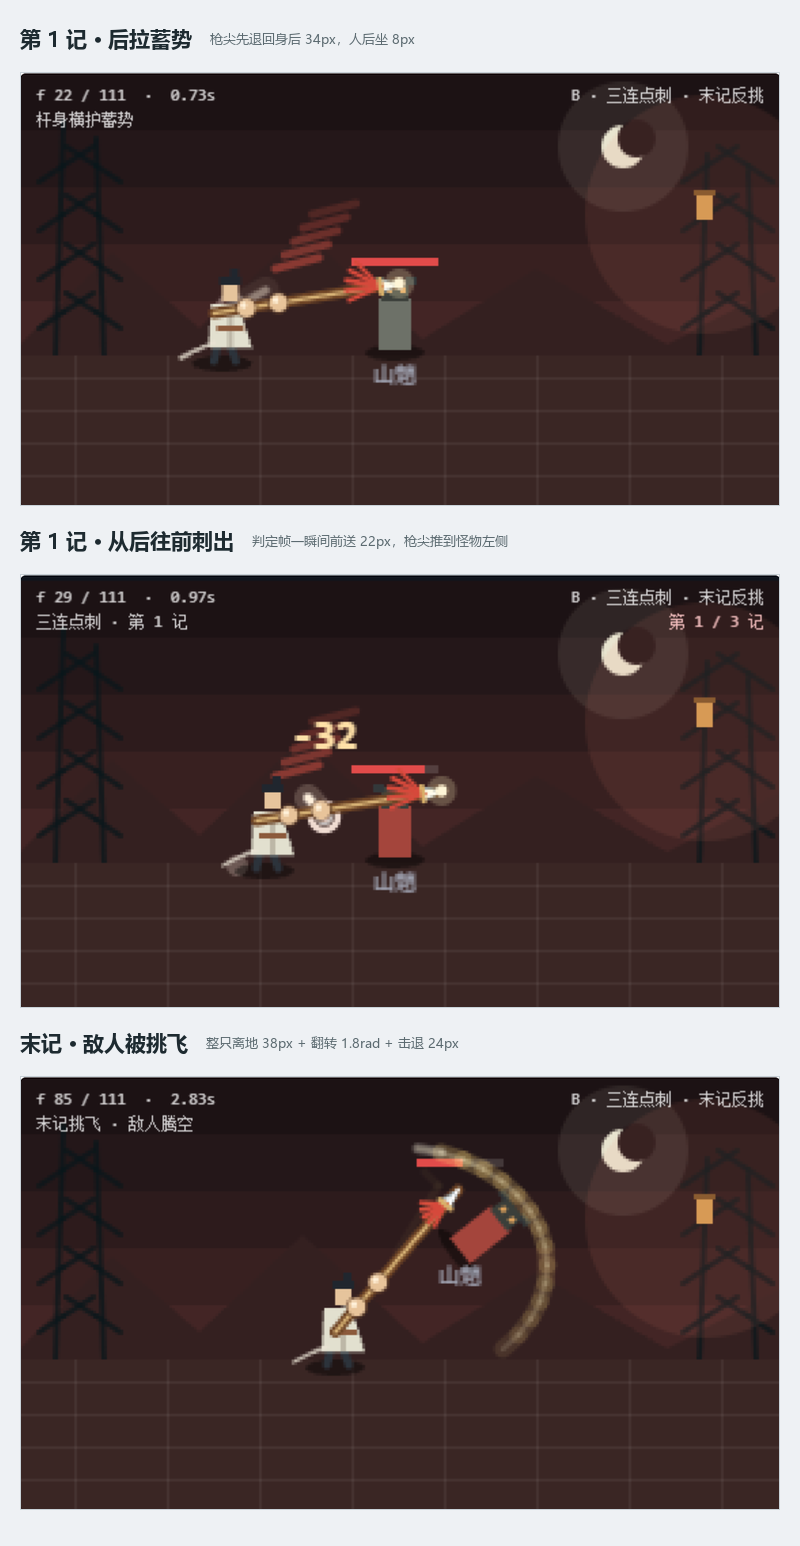 第 1 记 • 后拉蓄势 枪尖先退回身后 34px，人后坐 8px
f 22 / 111 · 0.73s B · 三连点刺 · 末记反挑
杆身横护蓄势
山魈
第 1 记 • 从后往前刺出 判定帧一瞬间前送 22px，枪尖推到怪物左侧
f 29 / 111 · 0.97s B · 三连点刺 · 末记反挑
三连点刺 · 第 1 记 第 1 / 3 记
-32
山魈
末记 • 敌人被挑飞 整只离地 38px + 翻转 1.8rad + 击退 24px
f 85 / 111 · 2.83s B · 三连点刺 · 末记反挑
末记挑飞 · 敌人腾空
山魈